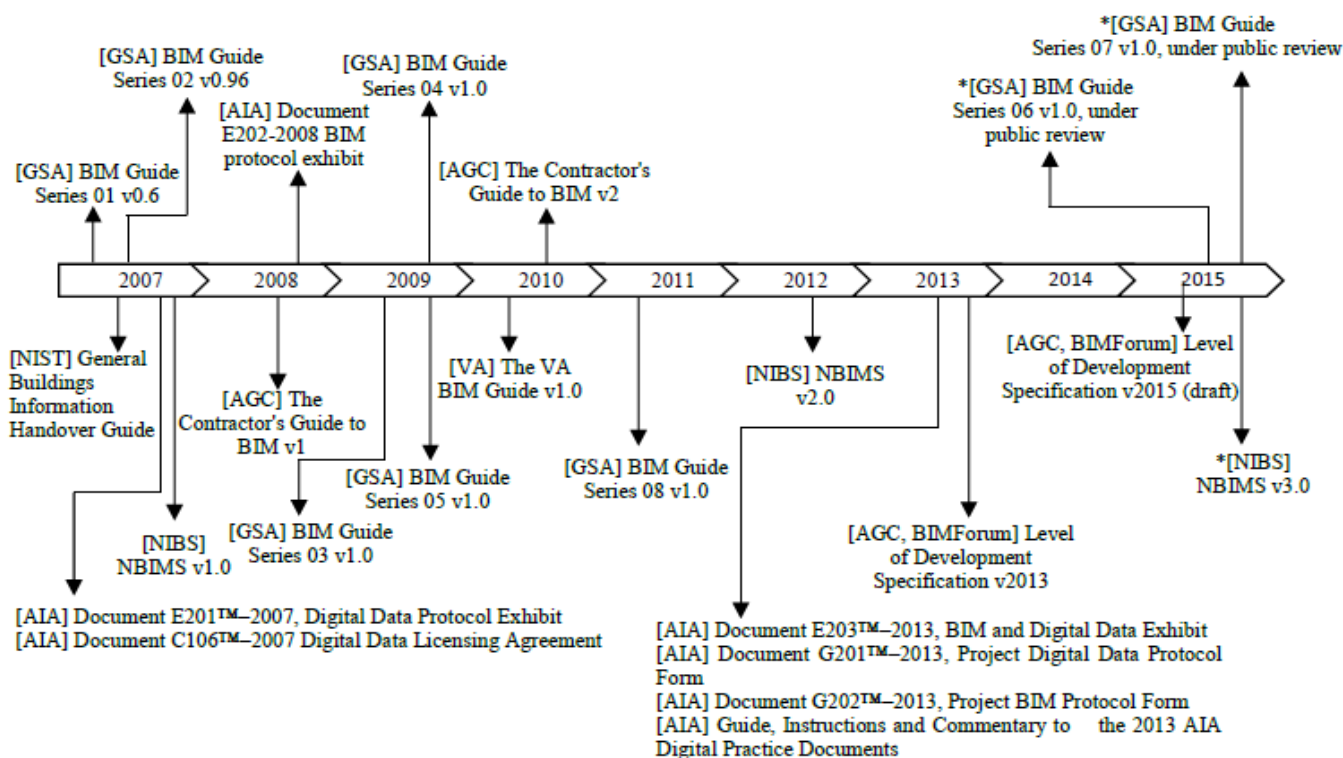 *[GSA] BIM Guide
Series 07 v1.0, under public review
[GSA] BIM Guide
Series 02 v0.96
[GSA] BIM Guide
Series 04 v1.0
*[GSA] BIM Guide
Series 06 v1.0, under
public review
[AIA] Document
E202-2008 BIM
protocol exhibit
[GSA] BIM Guide
Series 01 v0.6
[AGC] The Contractor's
Guide to BIM v2
2007
2008
2009
2010
2011
2012
2013
2014
2015
[NIST] General
Buildings
Information
Handover Guide
[AGC] The
Contractor's Guide to
BIM v1
[VA] The VA
BIM Guide v1.0
[NIBS] NBIMS
v2.0
[AGC, BIMForum] Level
of Development
Specification v2015 (draft)
[GSA] BIM Guide
Series 05 v1.0
[GSA] BIM Guide
Series 08 v1.0
*[NIBS]
NBIMS v3.0
[NIBS]
NBIMS v1.0
[GSA] BIM Guide
Series 03 v1.0
[AGC, BIMForum] Level
of Development
Specification v2013
[AIA] Document E201™–2007, Digital Data Protocol Exhibit
[AIA] Document C106™–2007 Digital Data Licensing Agreement
[AIA] Document E203™–2013, BIM and Digital Data Exhibit
[AIA] Document G201™–2013, Project Digital Data Protocol
Form
[AIA] Document G202™–2013, Project BIM Protocol Form
[AIA] Guide, Instructions and Commentary to the 2013 AIA
Digital Practice Documents